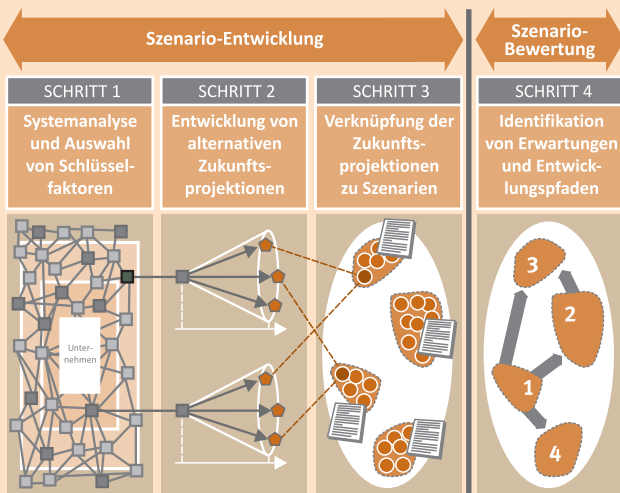 Szenario-Entwicklung
Szenario-
Bewertung
SCHRITT 1
Systemanalyse
und Auswahl
von Schlüssel-
faktoren
SCHRITT 2
Entwicklung von
alternativen
Zukunfts-
projektionen
SCHRITT 3
Verknüpfung der
Zukunfts-
projektionen
zu Szenarien
SCHRITT 4
Identifikation
von Erwartungen
und Entwick-
lungspfaden
Unter-
nehmen
3
2
1
4